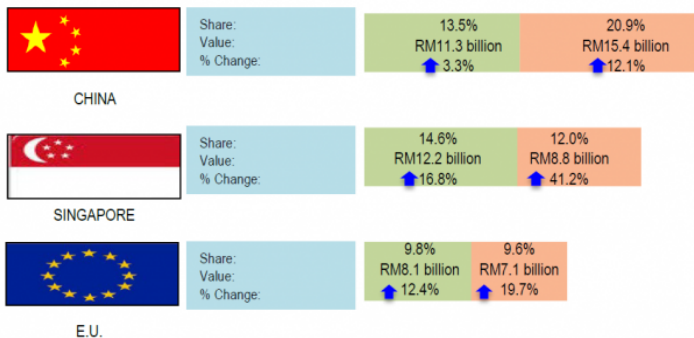 Share: 13.5% 20.9%
Value: RM11.3 billion RM15.4 billion
% Change: 3.3% 12.1%
CHINA
Share: 14.6% 12.0%
Value: RM12.2 billion RM8.8 billion
% Change: 16.8% 41.2%
SINGAPORE
Share: 9.8% 9.6%
Value: RM8.1 billion RM7.1 billion
% Change: 12.4% 19.7%
E.U.